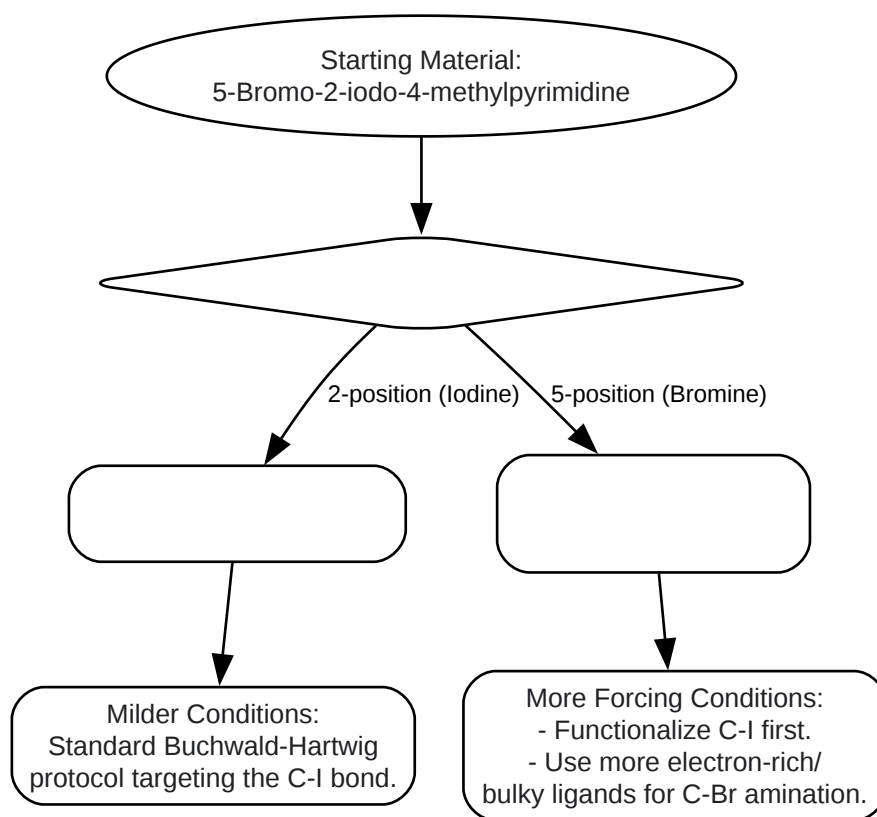 Starting Material:
5-Bromo-2-iodo-4-methylpyrimidine
2-position (Iodine)
5-position (Bromine)
Milder Conditions:
Standard Buchwald-Hartwig
protocol targeting the C-I bond.
More Forcing Conditions:
- Functionalize C-I first.
- Use more electron-rich/
bulky ligands for C-Br amination.